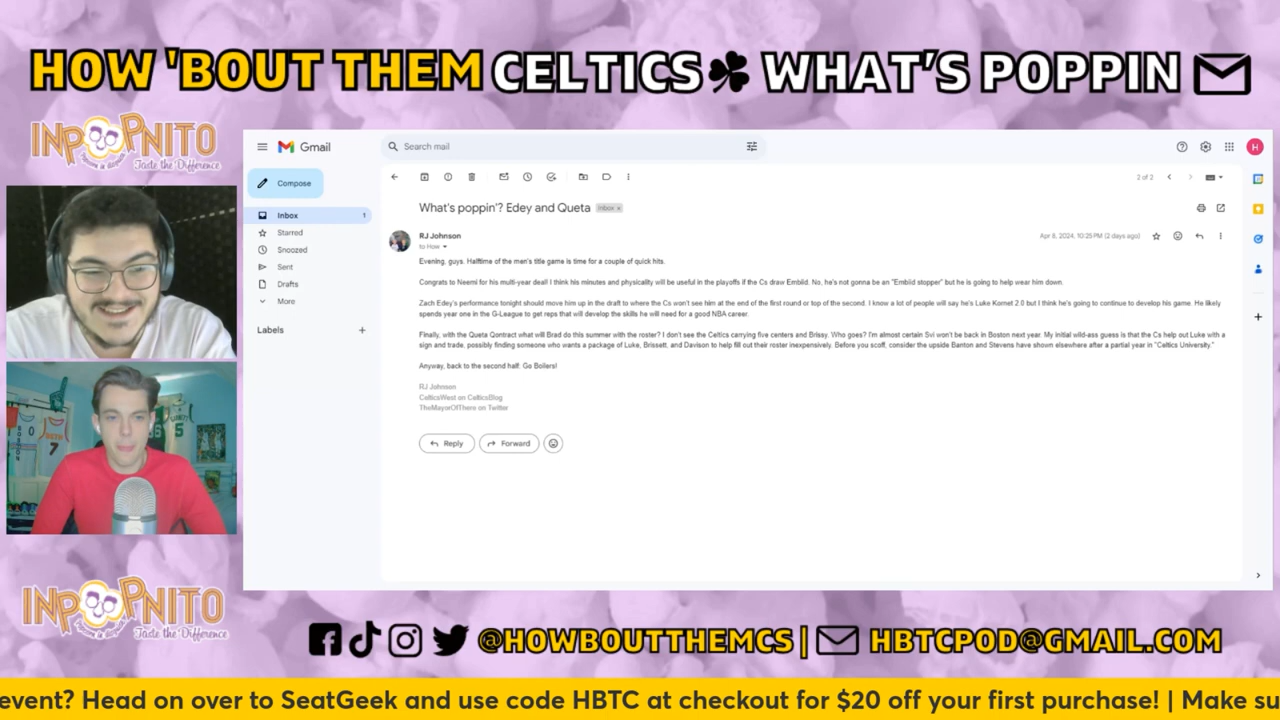 HOW 'BOUT THEM CELTICS WHAT'S POPPIN
INPOPNITO
Taste the Difference
Gmail
Search mail
H
Compose
2 of 2
Inbox 1
Starred
Snoozed
Sent
Drafts
More
Labels
What's poppin'? Edey and Queta Inbox x
RJ Johnson
to How
Apr 8, 2024, 10:25 PM (2 days ago)
Evening, guys. Halftime of the men's title game is time for a couple of quick hits.
Congrats to Neemi for his multi-year deal! I think his minutes and physicality will be useful in the playoffs if the Cs draw Embiid. No, he's not gonna be an "Embiid stopper" but he is going to help wear him down.
Zach Edey's performance tonight should move him up in the draft to where the Cs won't see him at the end of the first round or top of the second. I know a lot of people will say he's Luke Kornet 2.0 but I think he's going to continue to develop his game. He likely
spends year one in the G-League to get reps that will develop the skills he will need for a good NBA career.
Finally, with the Queta Qontract what will Brad do this summer with the roster? I don't see the Celtics carrying five centers and Brissy. Who goes? I'm almost certain Svi won't be back in Boston next year. My initial wild-ass guess is that the Cs help out Luke with a
sign and trade, possibly finding someone who wants a package of Luke, Brissett, and Davison to help fill out their roster inexpensively. Before you scoff, consider the upside Banton and Stevens have shown elsewhere after a partial year in "Celtics University."
Anyway, back to the second half: Go Boilers!
RJ Johnson
CelticsWest on CelticsBlog
TheMayorOfThere on Twitter
Reply
Forward
0
7
5
INPOPNITO
Taste the Difference
@HOWBOUTTHEMCS | HBTCPOD@GMAIL.COM
event? Head on over to SeatGeek and use code HBTC at checkout for $20 off your first purchase! | Make su